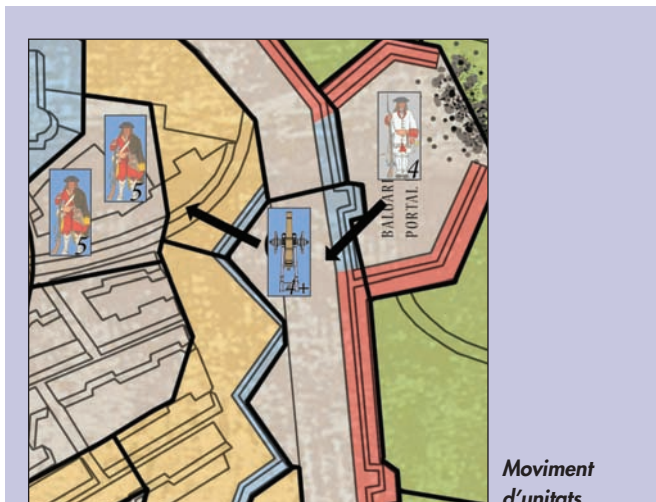 4
5
5
BALUARD
PORTAL
4+
Moviment
d'unitats